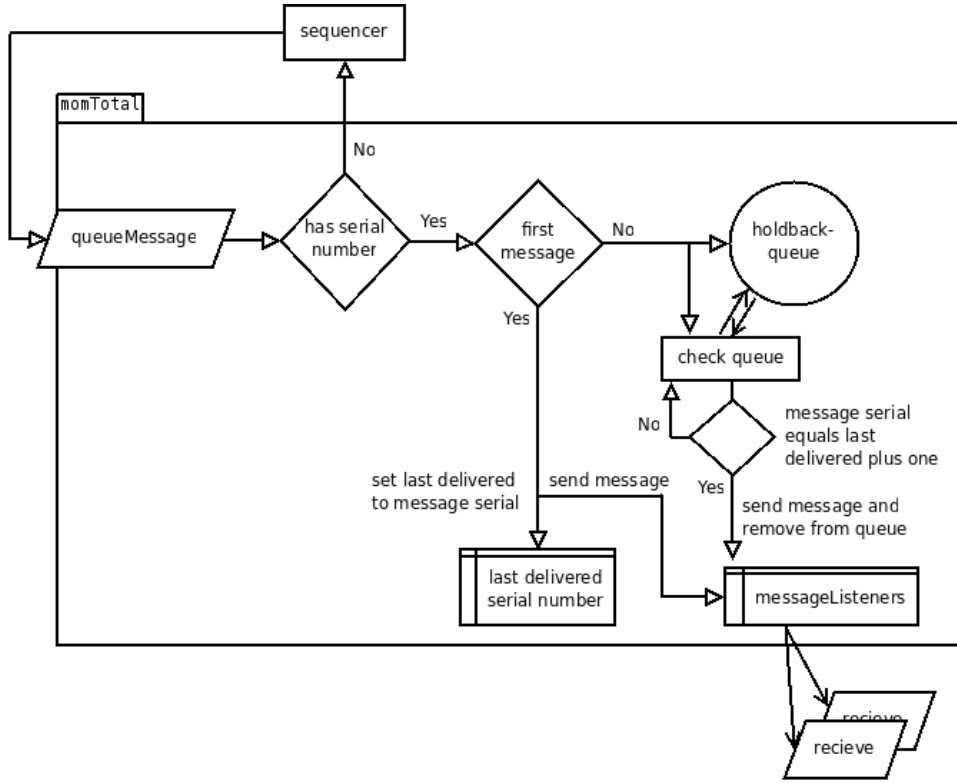 sequencer
momTotal
No
has serial
number
Yes
first
message
No
holdback-
queue
queueMessage
Yes
check queue
No
message serial
equals last
delivered plus one
Yes
set last delivered
to message serial
send message
send message and
remove from queue
last delivered
serial number
messageListeners
recieve
recieve